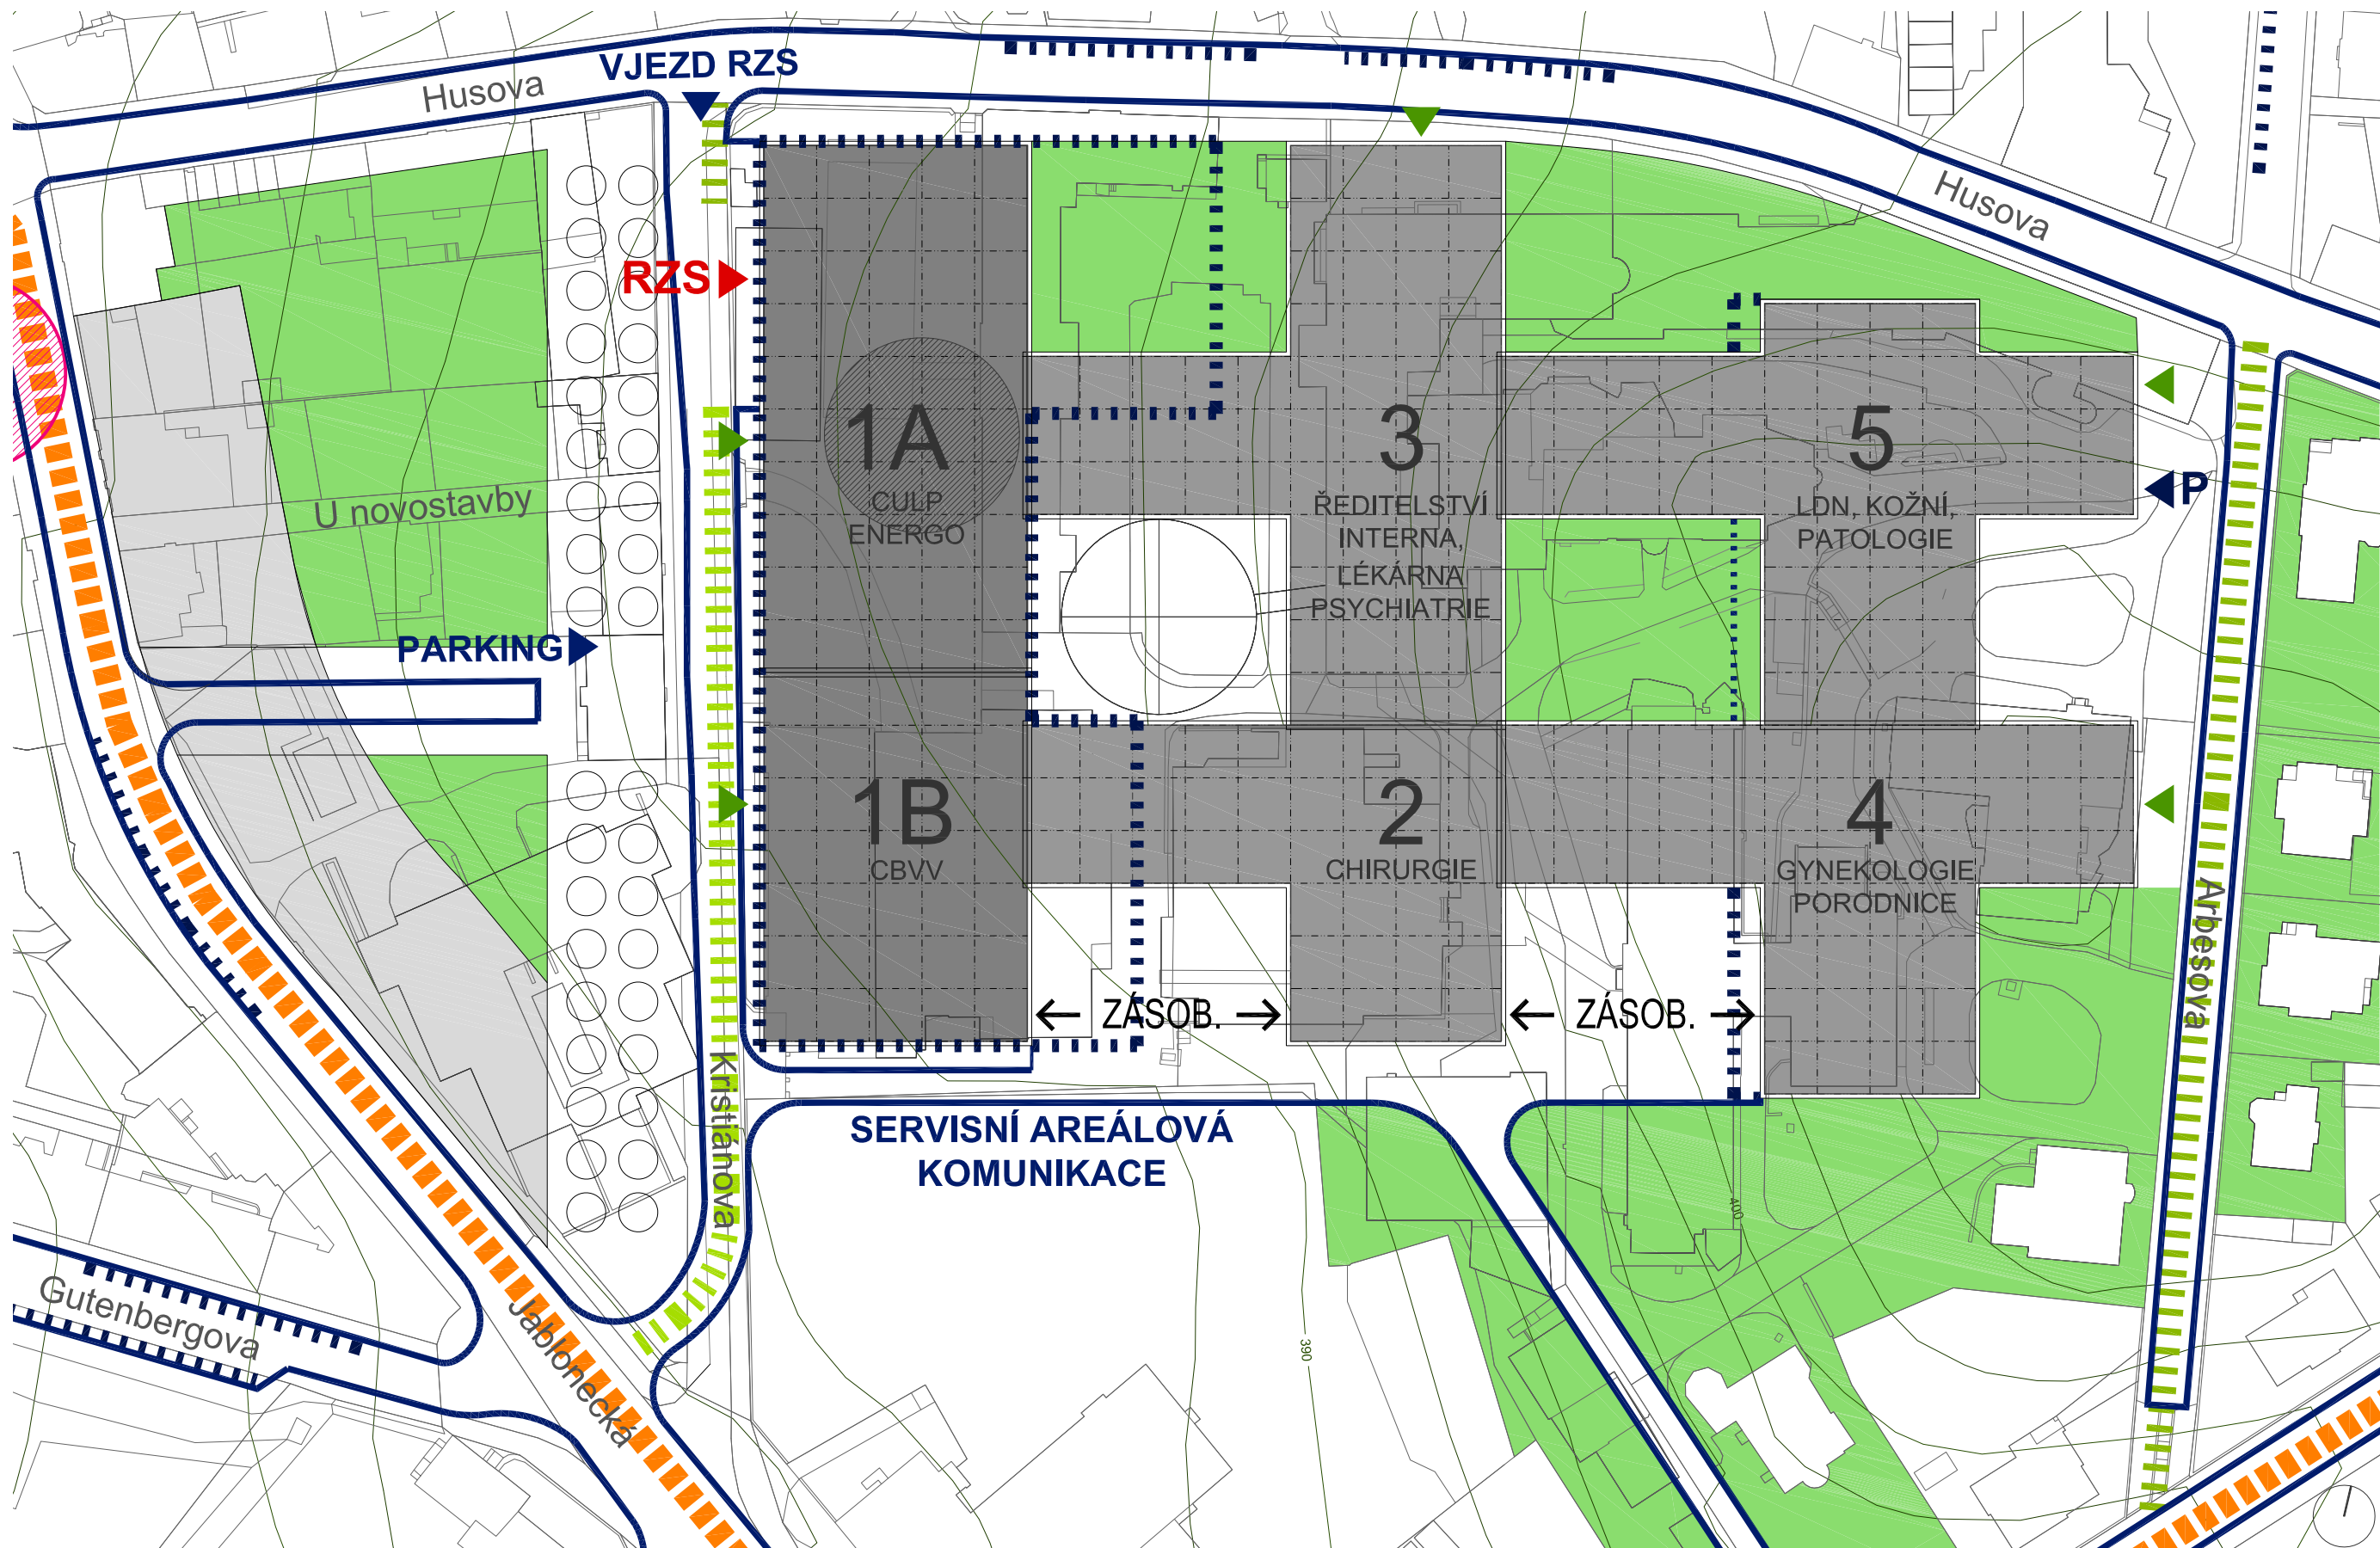 VJEZD RZS
Husova
Husova
RZS
1A
CULP
ENERGO
3
ŘEDITELSTVÍ
INTERNA,
LÉKÁRNA
PSYCHIATRIE
5
LDN, KOŽNÍ,
PATOLOGIE
P
U novostavby
PARKING
1B
CBVV
2
CHIRURGIE
4
GYNEKOLOGIE
PORODNICE
Arbesova
← ZÁSOB. →
← ZÁSOB. →
Kristiánova
SERVISNÍ AREÁLOVÁ
KOMUNIKACE
400
390
Gutenbergova
Jablonecká